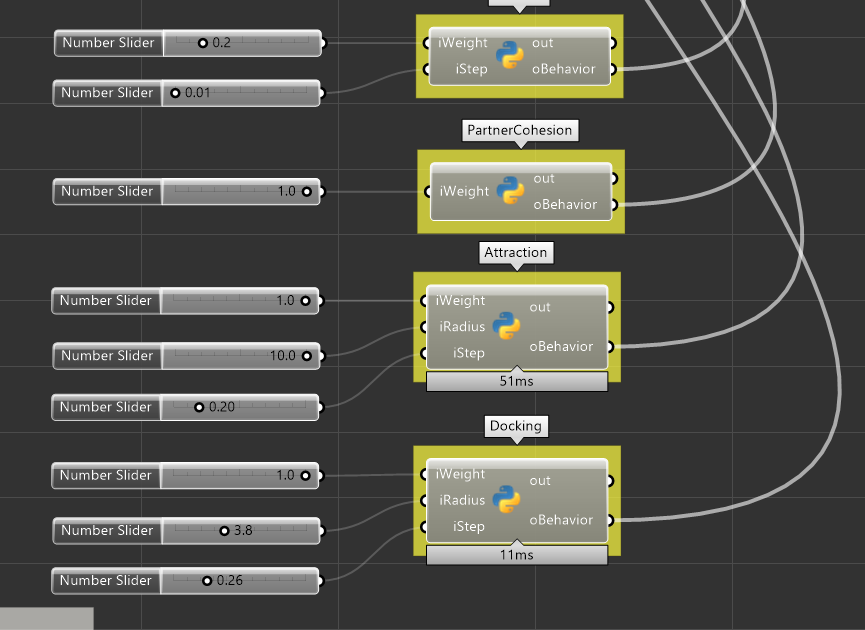 Number Slider 0.2 iWeight out
Number Slider 0.01 iStep oBehavior
PartnerCohesion
Number Slider 1.0 iWeight out
oBehavior
Attraction
Number Slider 1.0 iWeight out
Number Slider 10.0 iRadius oBehavior
Number Slider 0.20 iStep
51ms
Docking
Number Slider 1.0 iWeight out
Number Slider 3.8 iRadius oBehavior
Number Slider 0.26 iStep
11ms